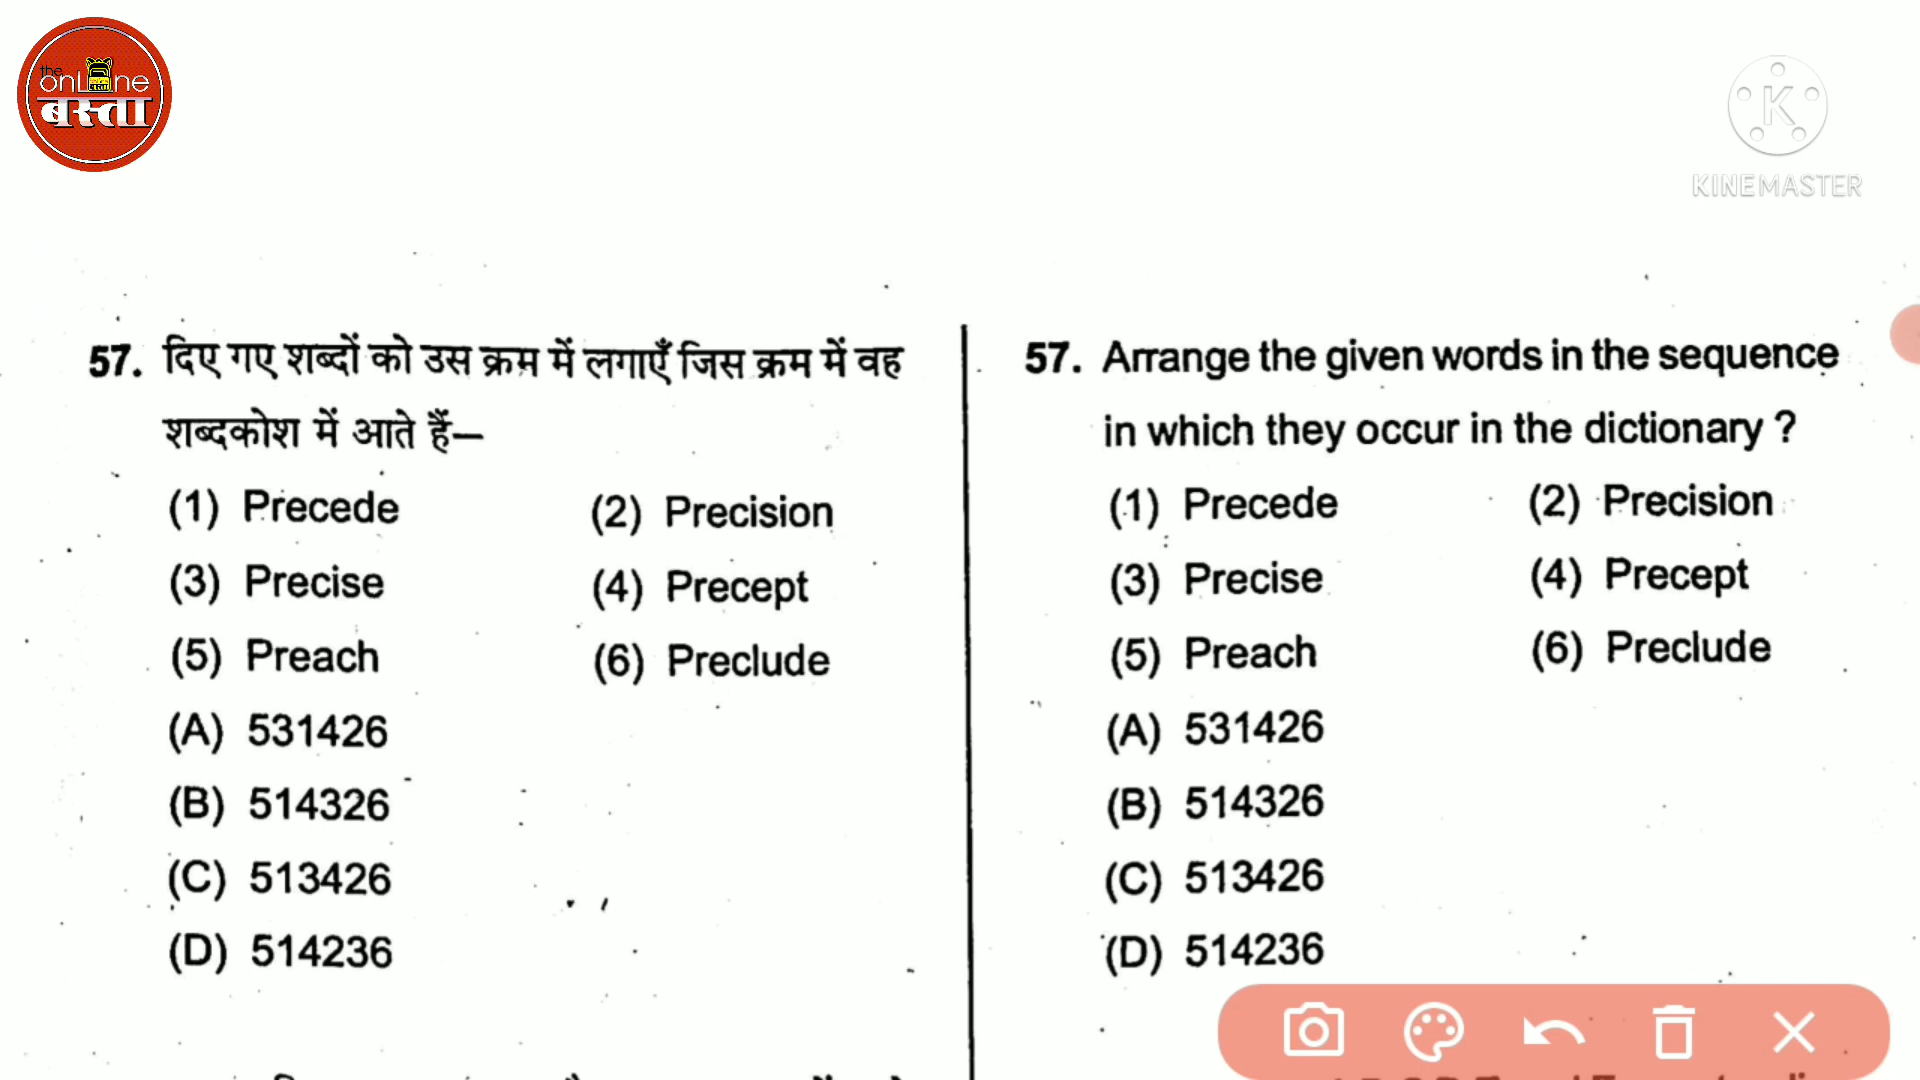 the
onLine
बस्ता
KINEMASTER
57. दिए गए शब्दों को उस क्रम में लगाएँ जिस क्रम में वह
शब्दकोश में आते हैं—
(1) Precede (2) Precision
(3) Precise (4) Precept
(5) Preach (6) Preclude
(A) 531426
(B) 514326
(C) 513426
(D) 514236
57. Arrange the given words in the sequence
in which they occur in the dictionary ?
(1) Precede (2) Precision
(3) Precise (4) Precept
(5) Preach (6) Preclude
(A) 531426
(B) 514326
(C) 513426
(D) 514236